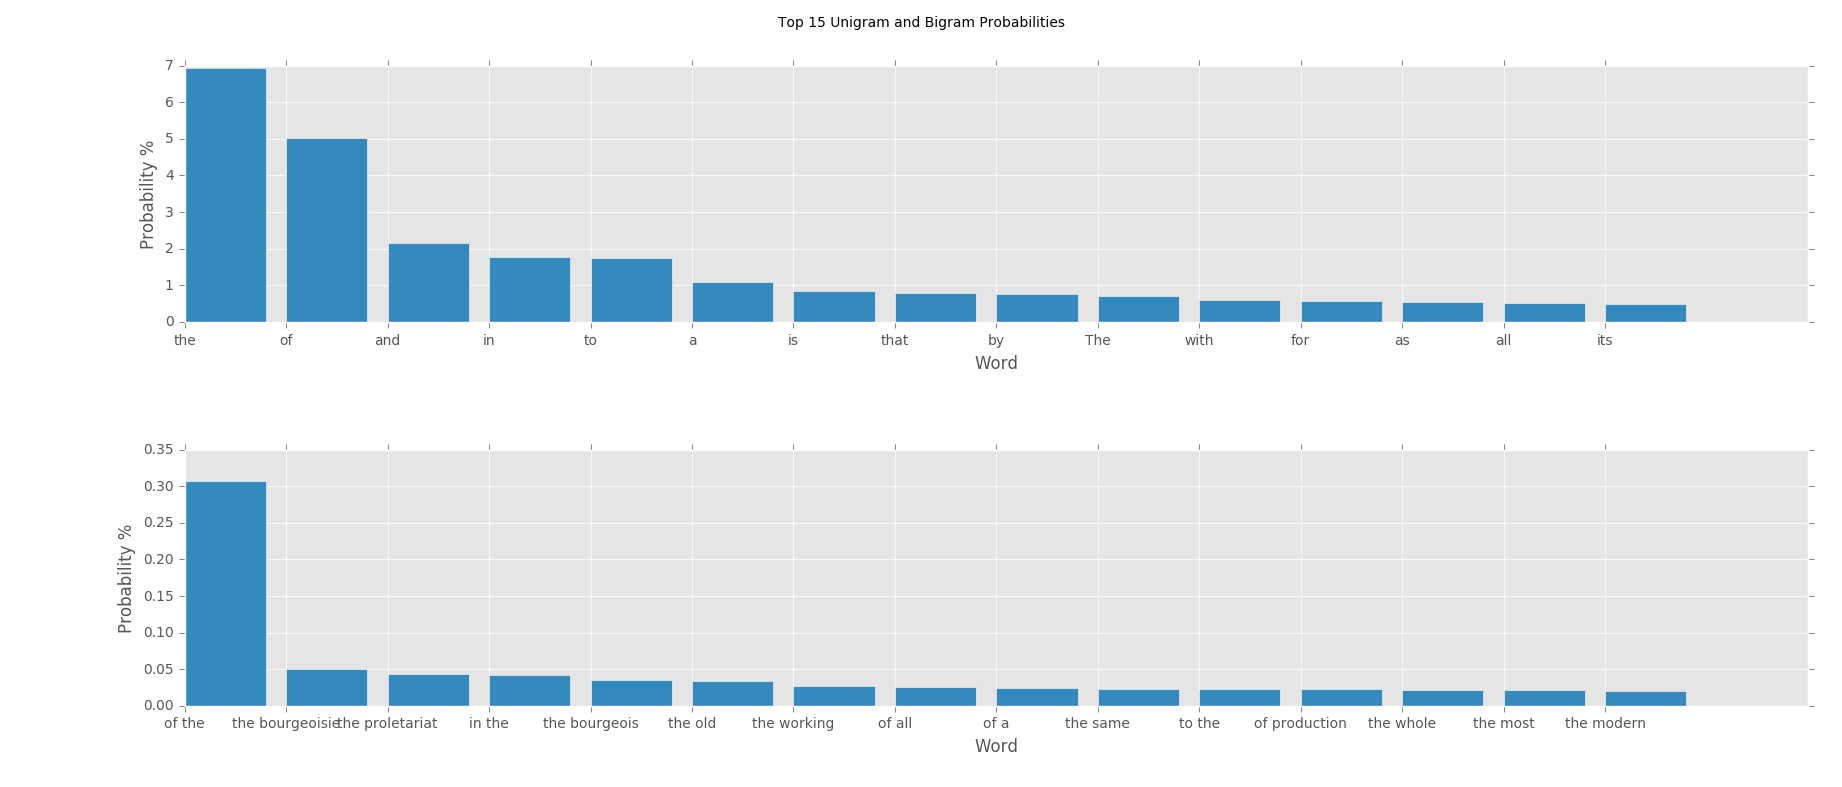 Top 15 Unigram and Bigram Probabilities
7
6
5
4
3
2
1
0
Probability %
the of and in to a is that by The with for as all its
Word
0.35
0.30
0.25
0.20
0.15
0.10
0.05
0.00
Probability %
of the the bourgeoisie the proletariat in the the bourgeois the old the working of all of a the same to the of production the whole the most the modern
Word